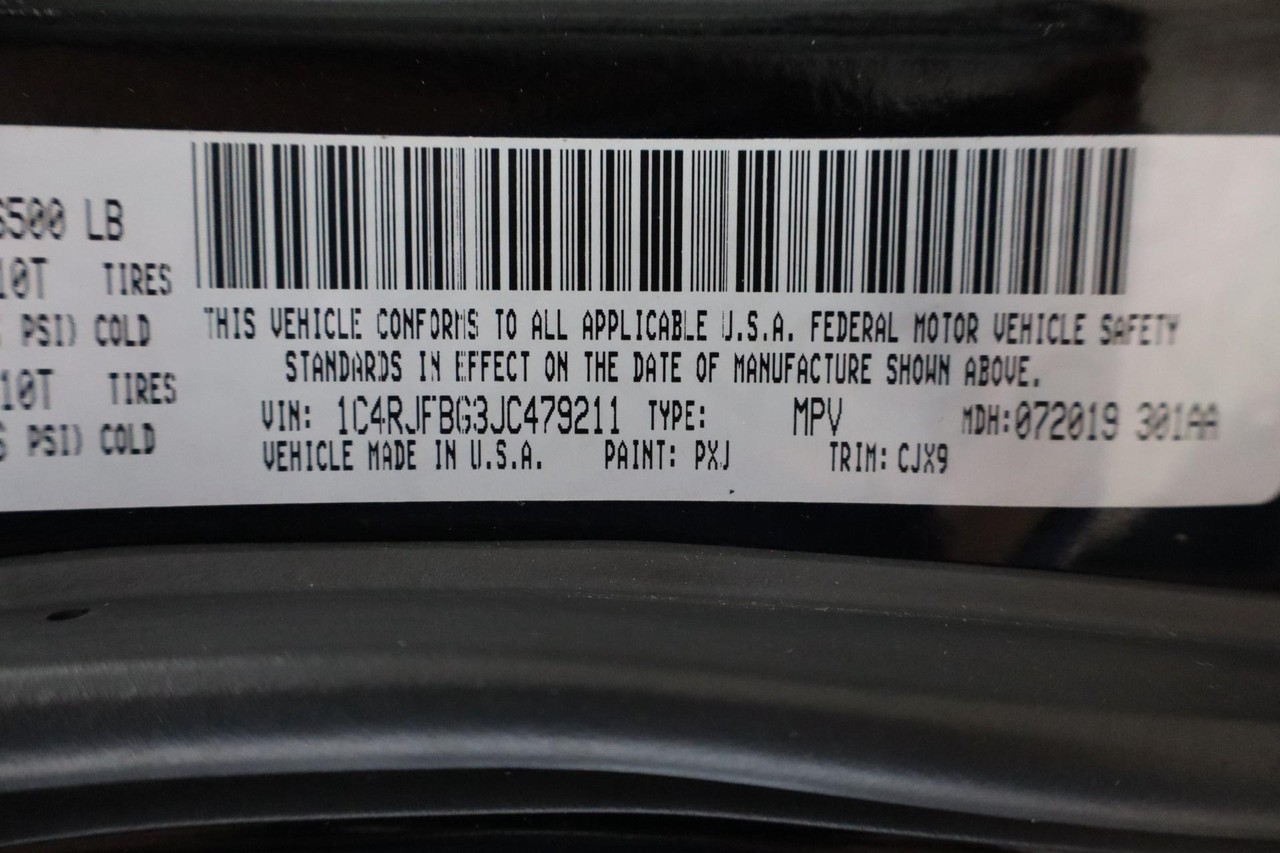 6500 LB
10T TIRES
PSI) COLD
10T TIRES
PSI) COLD
THIS VEHICLE CONFORMS TO ALL APPLICABLE U.S.A. FEDERAL MOTOR VEHICLE SAFETY
STANDARDS IN EFFECT ON THE DATE OF MANUFACTURE SHOWN ABOVE.
VIN: 1C4RJFBG3JC479211 TYPE: MPV MDH:072019 301AA
VEHICLE MADE IN U.S.A. PAINT: PXJ TRIM: CJX9